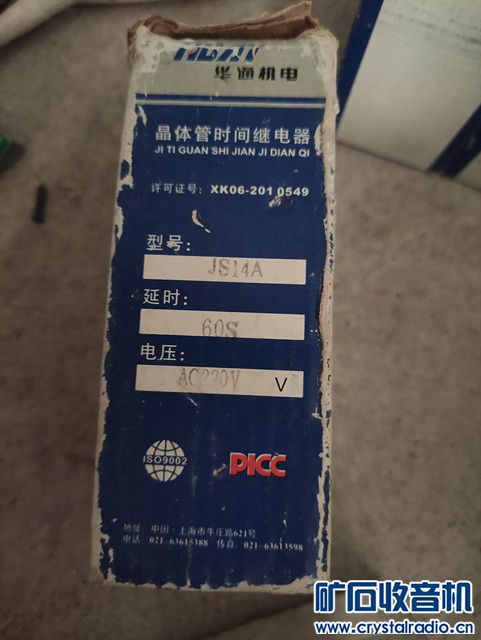 华通机电
晶体管时间继电器
JI TI GUAN SHI JIAN JI DIAN QI
许可证号: XK06-201 0549
型号:
JS14A
延时:
60S
电压:
AC220V V
ISO9002
PICC
地址 中国·上海市牛庄路621号
电话. 021-63615388 传真. 021-63613598
矿石收音机
www.crystalradio.cn